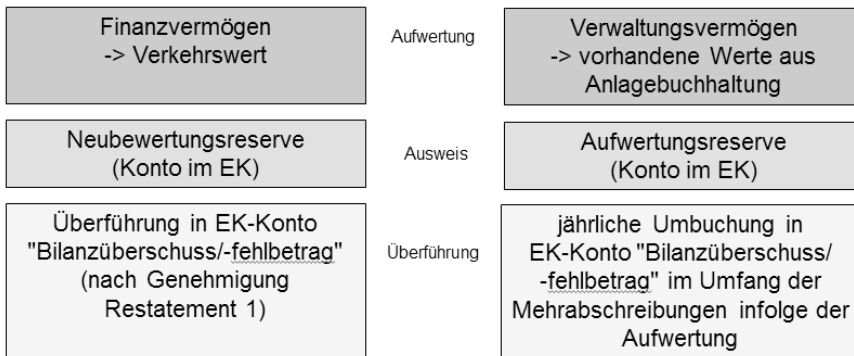 Finanzvermögen
-> Verkehrswert
Aufwertung
Verwaltungsvermögen
-> vorhandene Werte aus
Anlagebuchhaltung
Neubewertungsreserve
(Konto im EK)
Ausweis
Aufwertungsreserve
(Konto im EK)
Überführung in EK-Konto
"Bilanzüberschuss/-fehlbetrag"
(nach Genehmigung
Restatement 1)
Überführung
jährliche Umbuchung in
EK-Konto "Bilanzüberschuss/
-fehlbetrag" im Umfang der
Mehrabschreibungen infolge der
Aufwertung